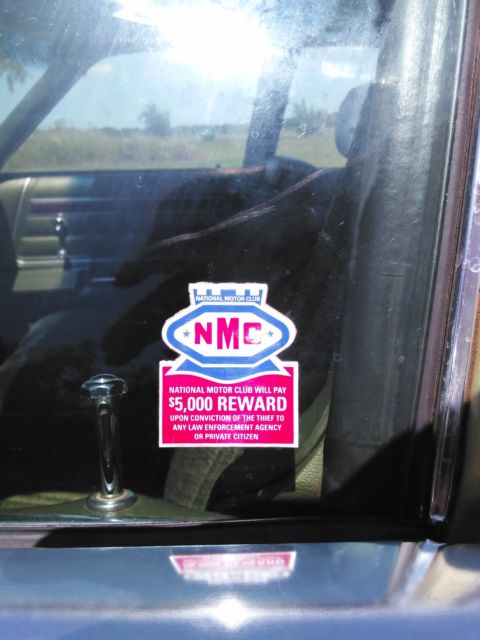 NATIONAL MOTOR CLUB
NMC
NATIONAL MOTOR CLUB WILL PAY
$5,000 REWARD
UPON CONVICTION OF THE THIEF TO
ANY LAW ENFORCEMENT AGENCY
OR PRIVATE CITIZEN